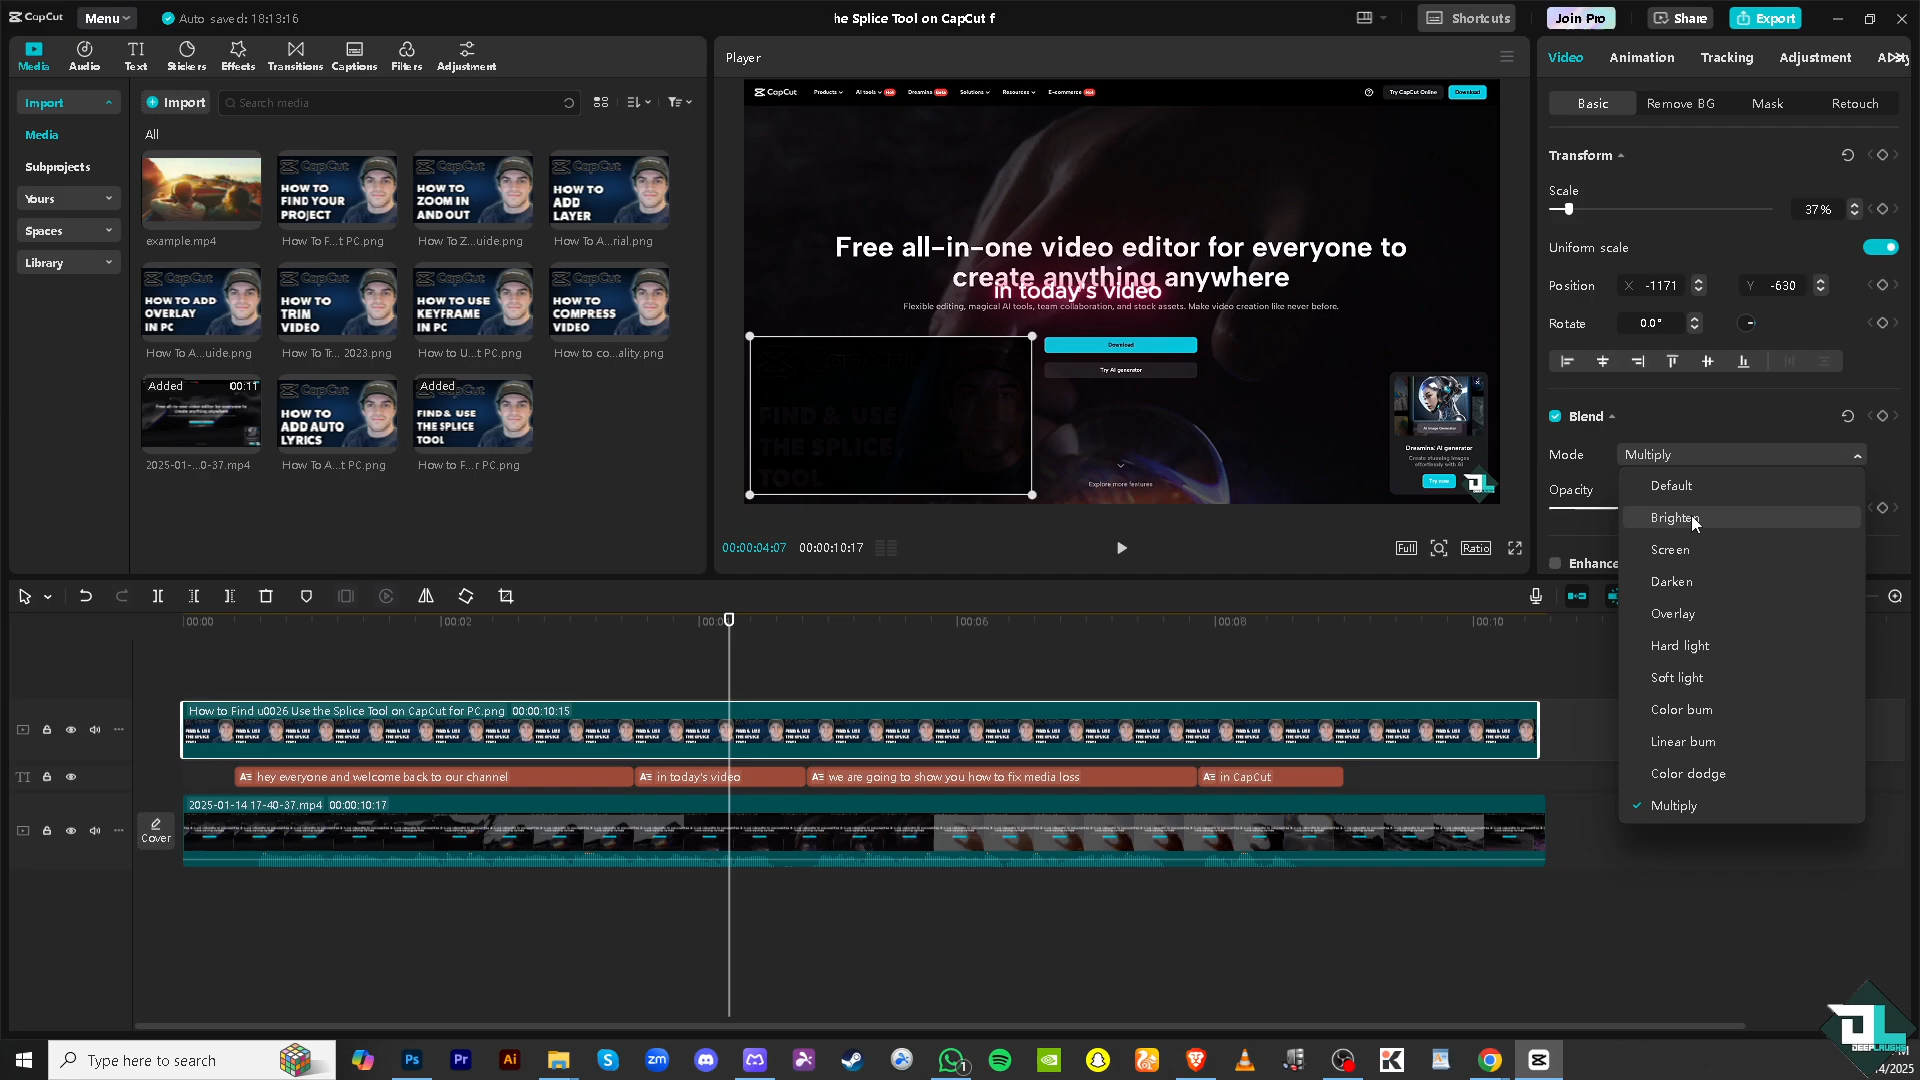 CapCut
Menu
Auto saved: 18:13:16
he Splice Tool on CapCut f
Shortcuts
Join Pro
Share
Export
Media
Audio
Text
Stickers
Effects
Transitions
Captions
Filters
Adjustment
Import
Media
Subprojects
Yours
Spaces
Library
Import
Search media
All
CapCut
HOW TO
FIND YOUR
PROJECT
CapCut
HOW TO
ZOOM IN
AND OUT
CapCut
HOW TO
ADD
LAYER
example.mp4
How To F...t PC.png
How To Z...uide.png
How To A...rial.png
CapCut
HOW TO ADD
OVERLAY
IN PC
CapCut
HOW TO
TRIM
VIDEO
CapCut
HOW TO USE
KEYFRAME
IN PC
CapCut
HOW TO
COMPRESS
VIDEO
How To A...uide.png
How To Tr... 2023.png
How to U...t PC.png
How to co...ality.png
Added
00:11
CapCut
HOW TO
ADD AUTO
LYRICS
Added
FIND & USE
THE SPLICE
TOOL
2025-01-...0-37.mp4
How To A...t PC.png
How to F...r PC.png
Player
CapCut
Products
AI tools
Hot
Dreamina
Beta
Solutions
Resources
E-commerce
Hot
Try CapCut Online
Download
Free all-in-one video editor for everyone to
create anything anywhere
in today's video
Flexible editing, magical AI tools, team collaboration, and stock assets. Make video creation like never before.
Download
Try AI generator
FIND & USE
THE SPLICE
TOOL
Explore more features
AI Image Generator
Dreamina: AI generator
Create stunning images
effortlessly with AI
Try now
00:00:04:07
00:00:10:17
Full
Ratio
Video
Animation
Tracking
Adjustment
Basic
Remove BG
Mask
Retouch
Transform
Scale
37%
Uniform scale
Position
X
-1171
Y
-630
Rotate
0.0°
Blend
Mode
Multiply
Opacity
Enhance
Default
Brighten
Screen
Darken
Overlay
Hard light
Soft light
Color burn
Linear burn
Color dodge
Multiply
00:00
00:02
00:06
00:08
00:10
How to Find u0026 Use the Splice Tool on CapCut for PC.png
00:00:10:15
hey everyone and welcome back to our channel
in today's video
we are going to show you how to fix media loss
in CapCut
Cover
2025-01-14 17-40-37.mp4
00:00:10:17
Type here to search
DEEPLAUGHS
14/2025